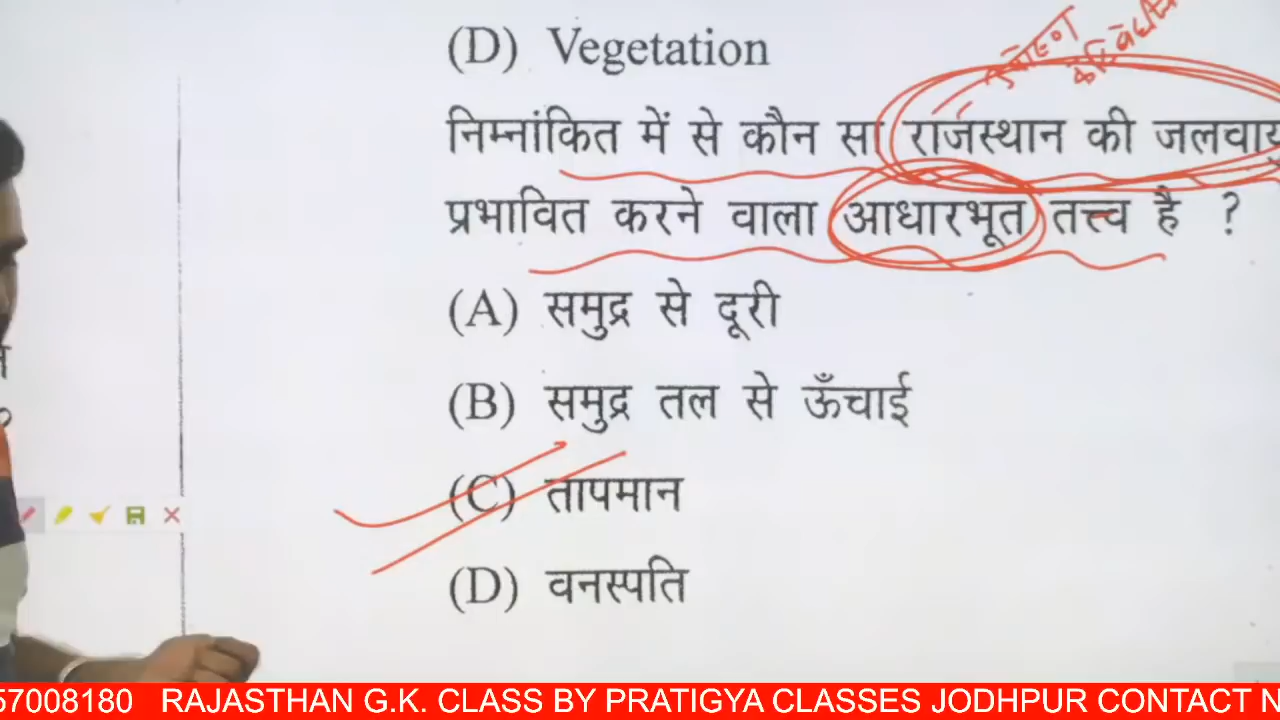 (D) Vegetation
निम्नांकित में से कौन सा राजस्थान की जलवायु
प्रभावित करने वाला आधारभूत तत्त्व है ?
(A) समुद्र से दूरी
(B) समुद्र तल से ऊँचाई
(C) तापमान
(D) वनस्पति
57008180 RAJASTHAN G.K. CLASS BY PRATIGYA CLASSES JODHPUR CONTACT N